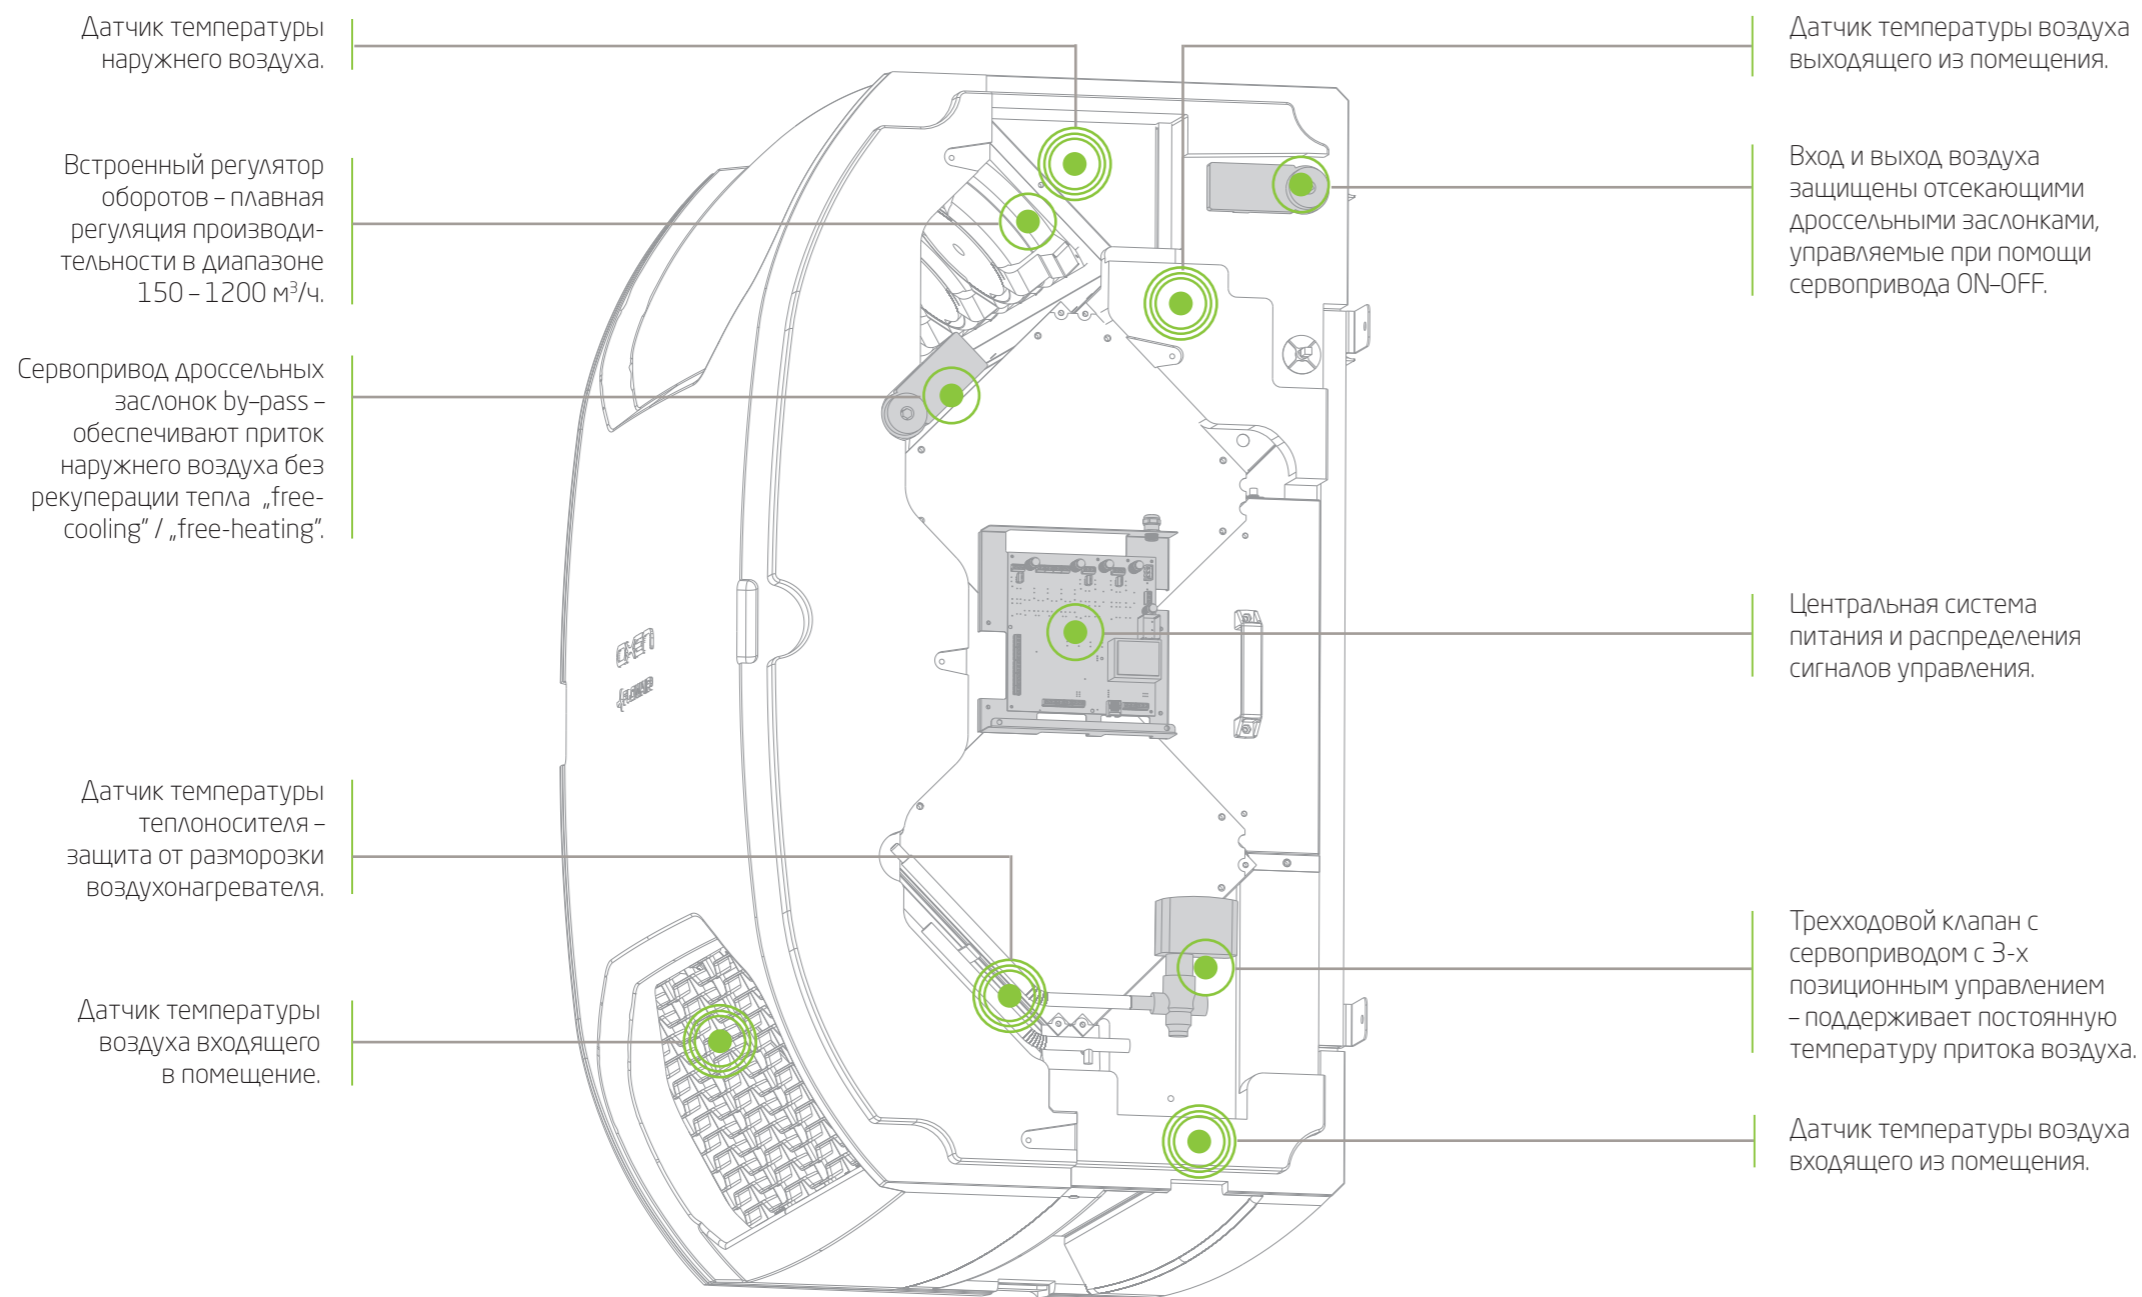 Датчик температуры
наружнего воздуха.
Встроенный регулятор
оборотов – плавная
регуляция производи-
тельности в диапазоне
150 – 1200 м³/ч.
Сервопривод дроссельных
заслонок by-pass –
обеспечивают приток
наружнего воздуха без
рекуперации тепла „free-
cooling” / „free-heating”.
Датчик температуры
теплоносителя –
защита от разморозки
воздухонагревателя.
Датчик температуры
воздуха входящего
в помещение.
Датчик температуры воздуха
выходящего из помещения.
Вход и выход воздуха
защищены отсекающими
дроссельными заслонками,
управляемые при помощи
сервопривода ON-OFF.
Центральная система
питания и распределения
сигналов управления.
Трехходовой клапан с
сервоприводом с 3-х
позиционным управлением
– поддерживает постоянную
температуру притока воздуха.
Датчик температуры воздуха
входящего из помещения.